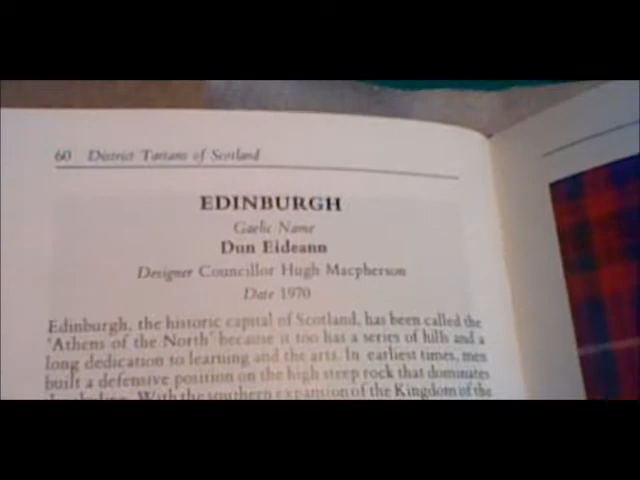 60 District Tartans of Scotland
EDINBURGH
Gaelic Name
Dun Eideann
Designer Councillor Hugh Macpherson
Date 1970
Edinburgh, the historic capital of Scotland, has been called the
'Athens of the North' because it too has a series of hills and a
long dedication to learning and the arts. In earliest times, men
built a defensive position on the high steep rock that dominates
With the southern expansion of the Kingdom of the